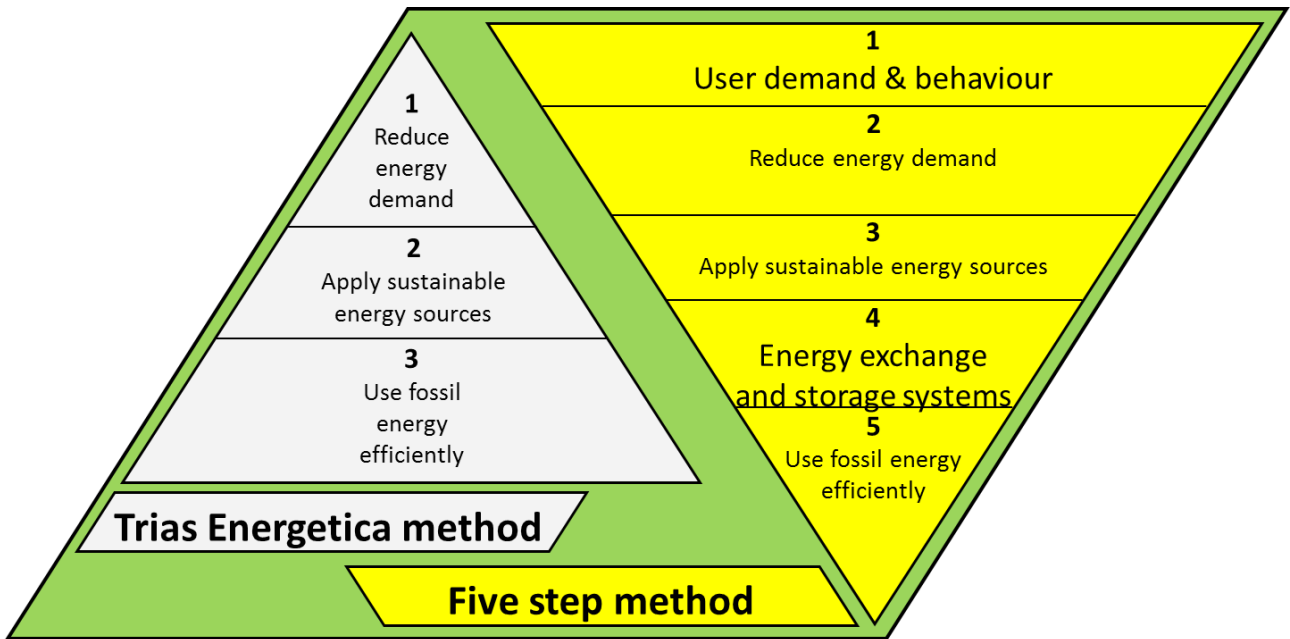 1
Reduce
energy
demand
2
Apply sustainable
energy sources
3
Use fossil
energy
efficiently
Trias Energetica method
1
User demand & behaviour
2
Reduce energy demand
3
Apply sustainable energy sources
4
Energy exchange
and storage systems
5
Use fossil energy
efficiently
Five step method